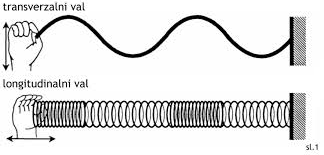 transverzalni val
longitudinalni val
sl.1